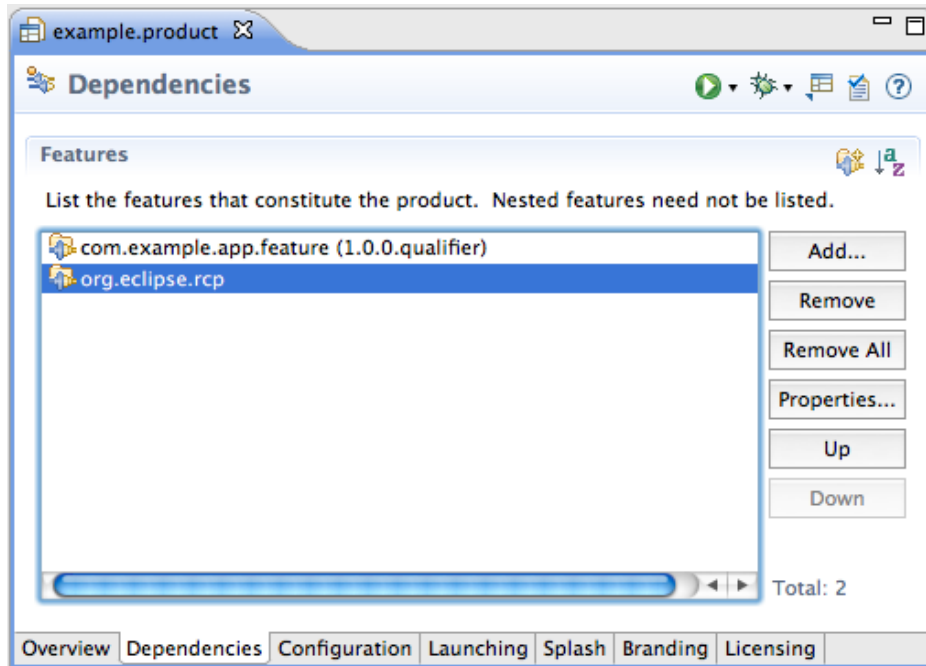 example.product
Dependencies
Features
List the features that constitute the product.  Nested features need not be listed.
com.example.app.feature (1.0.0.qualifier)
org.eclipse.rcp
Add...
Remove
Remove All
Properties...
Up
Down
Total: 2
Overview Dependencies Configuration Launching Splash Branding Licensing